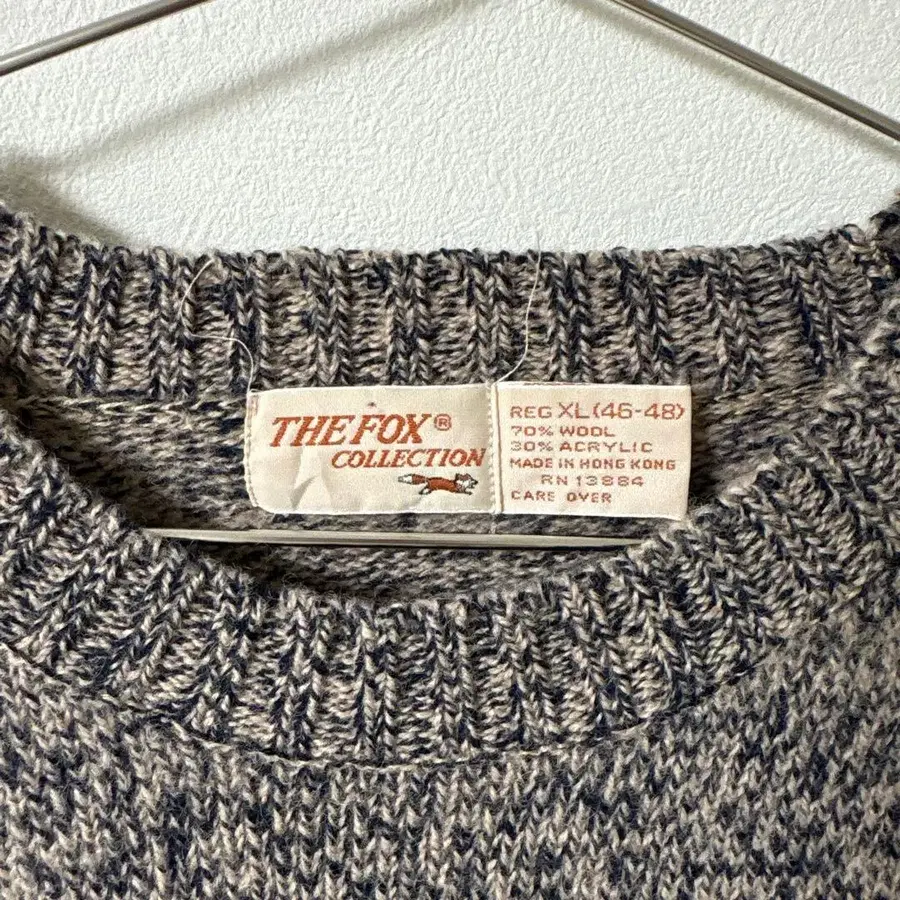 THE FOX®
COLLECTION
REG XL (46-48)
70% WOOL
30% ACRYLIC
MADE IN HONG KONG
RN 13884
CARE OVER